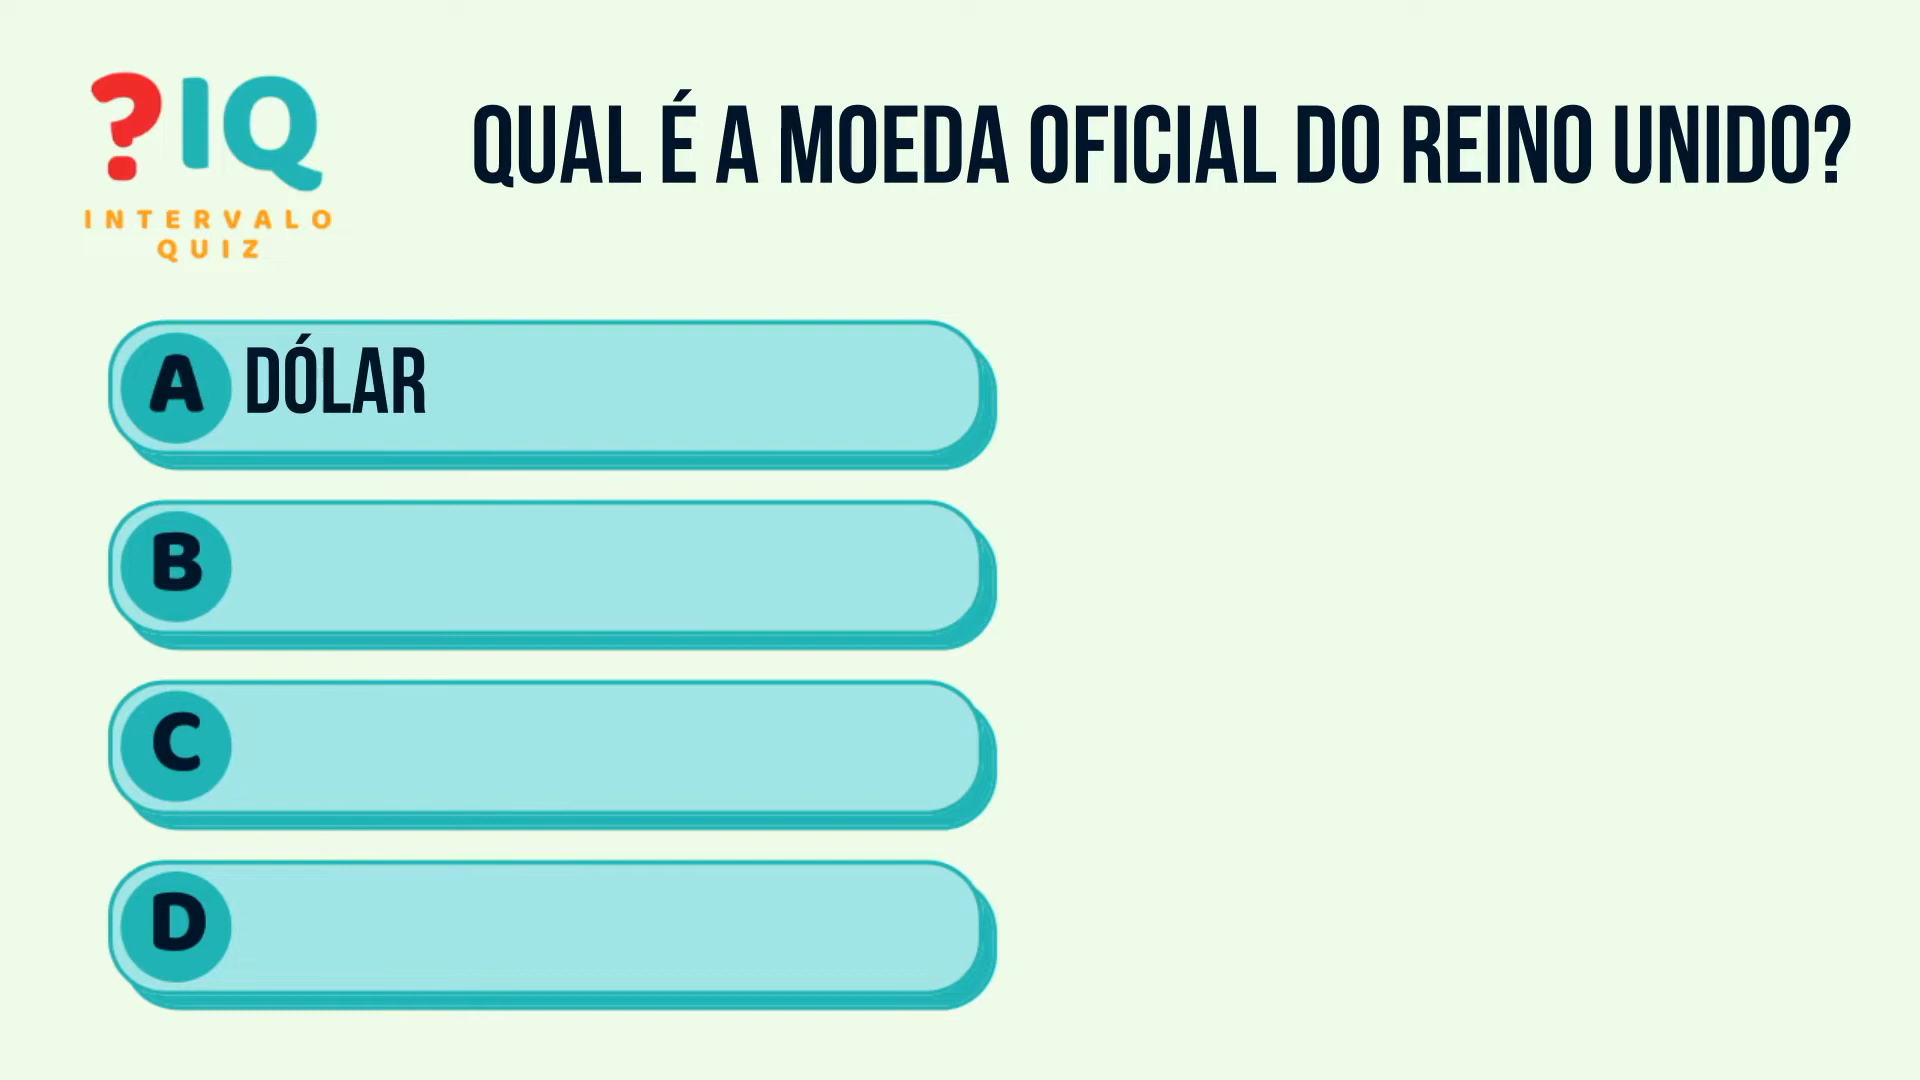 ?IQ
INTERVALO
QUIZ
QUAL É A MOEDA OFICIAL DO REINO UNIDO?
A DÓLAR
B
C
D